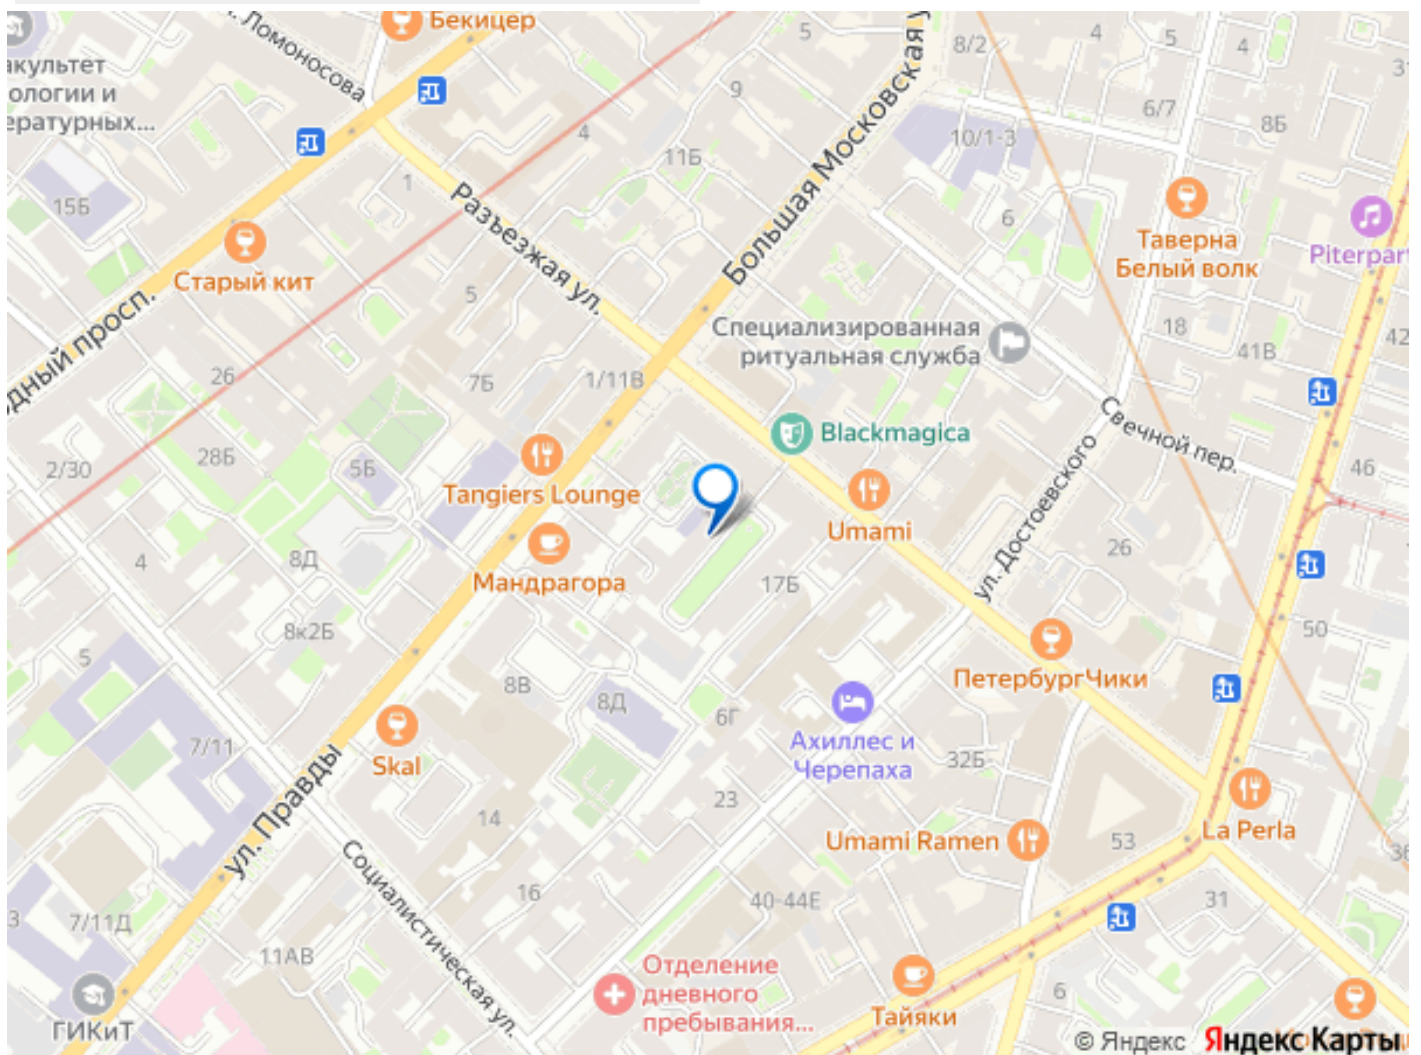 Бекицер
Ломоносова
акультет
ологии и
ературных...
15Б
1
Старый кит
дный просп.
Разъезжая ул.
Большая Московская
5
4
9
11Б
8/2
4
5
4
31
6/7
8Б
10/1-3
6
Таверна
Белый волк
Piterpart
5
26
7Б
1/11В
Специализированная
ритуальная служба
18
41В
42
Blackmagica
Свечной пер.
2/30
28Б
5Б
Tangiers Lounge
Umami
ул. Достоевского
46
26
Мандрагора
4
8Д
17Б
8к2Б
5
50
ПетербургЧики
8В
8Д
6Г
7/11
Skal
Ахиллес и
Черепаха
32Б
ул. Правды
23
14
Umami Ramen
53
La Perla
36
Социалистическая ул.
16
40-44Е
31
3
7/11Д
11АВ
ГИКиТ
Отделение
дневного
пребывания...
Тайяки
6
© Яндекс Яндекс Карты